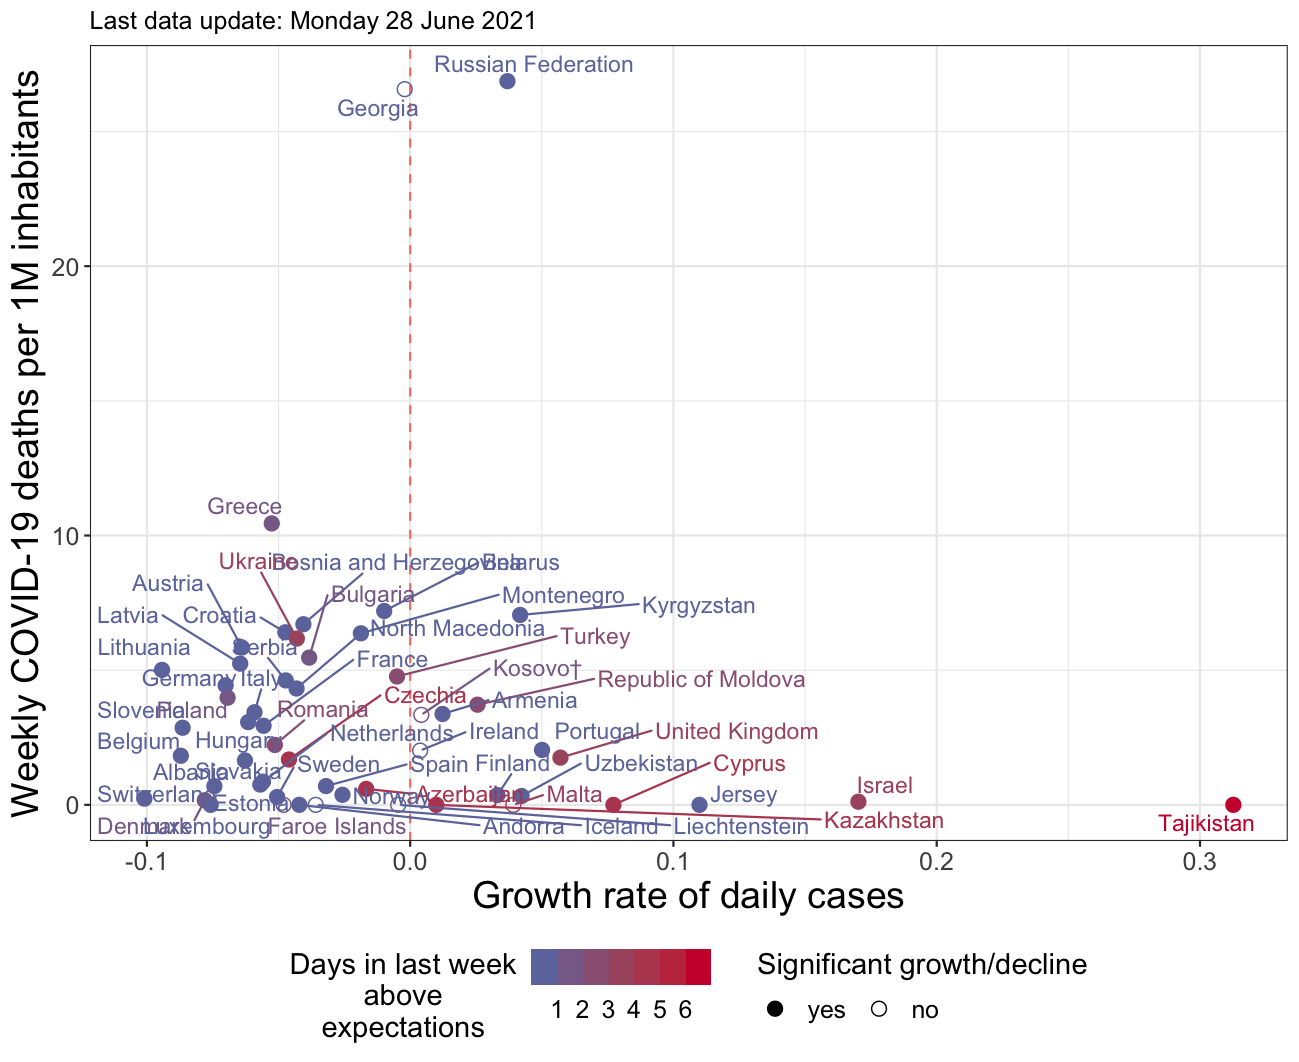 Last data update: Monday 28 June 2021
Weekly COVID-19 deaths per 1M inhabitants
Russian Federation
Georgia
20
Greece
10
Ukraine
Bosnia and Herzegovina
Belarus
Austria
Bulgaria
Montenegro
Kyrgyzstan
Latvia
Croatia
North Macedonia
Turkey
Lithuania
Serbia
France
Kosovo†
Republic of Moldova
Germany
Italy
Czechia
Armenia
Slovenia
Poland
Romania
Netherlands
Ireland
Portugal
United Kingdom
Belgium
Hungary
Albania
Slovakia
Sweden
Spain
Finland
Uzbekistan
Cyprus
Israel
Switzerland
Estonia
Norway
Azerbaijan
Malta
Jersey
0
Denmark
Luxembourg
Faroe Islands
Andorra
Iceland
Liechtenstein
Kazakhstan
Tajikistan
-0.1
0.0
0.1
0.2
0.3
Growth rate of daily cases
Days in last week
above
expectations
1 2 3 4 5 6
Significant growth/decline
yes
no